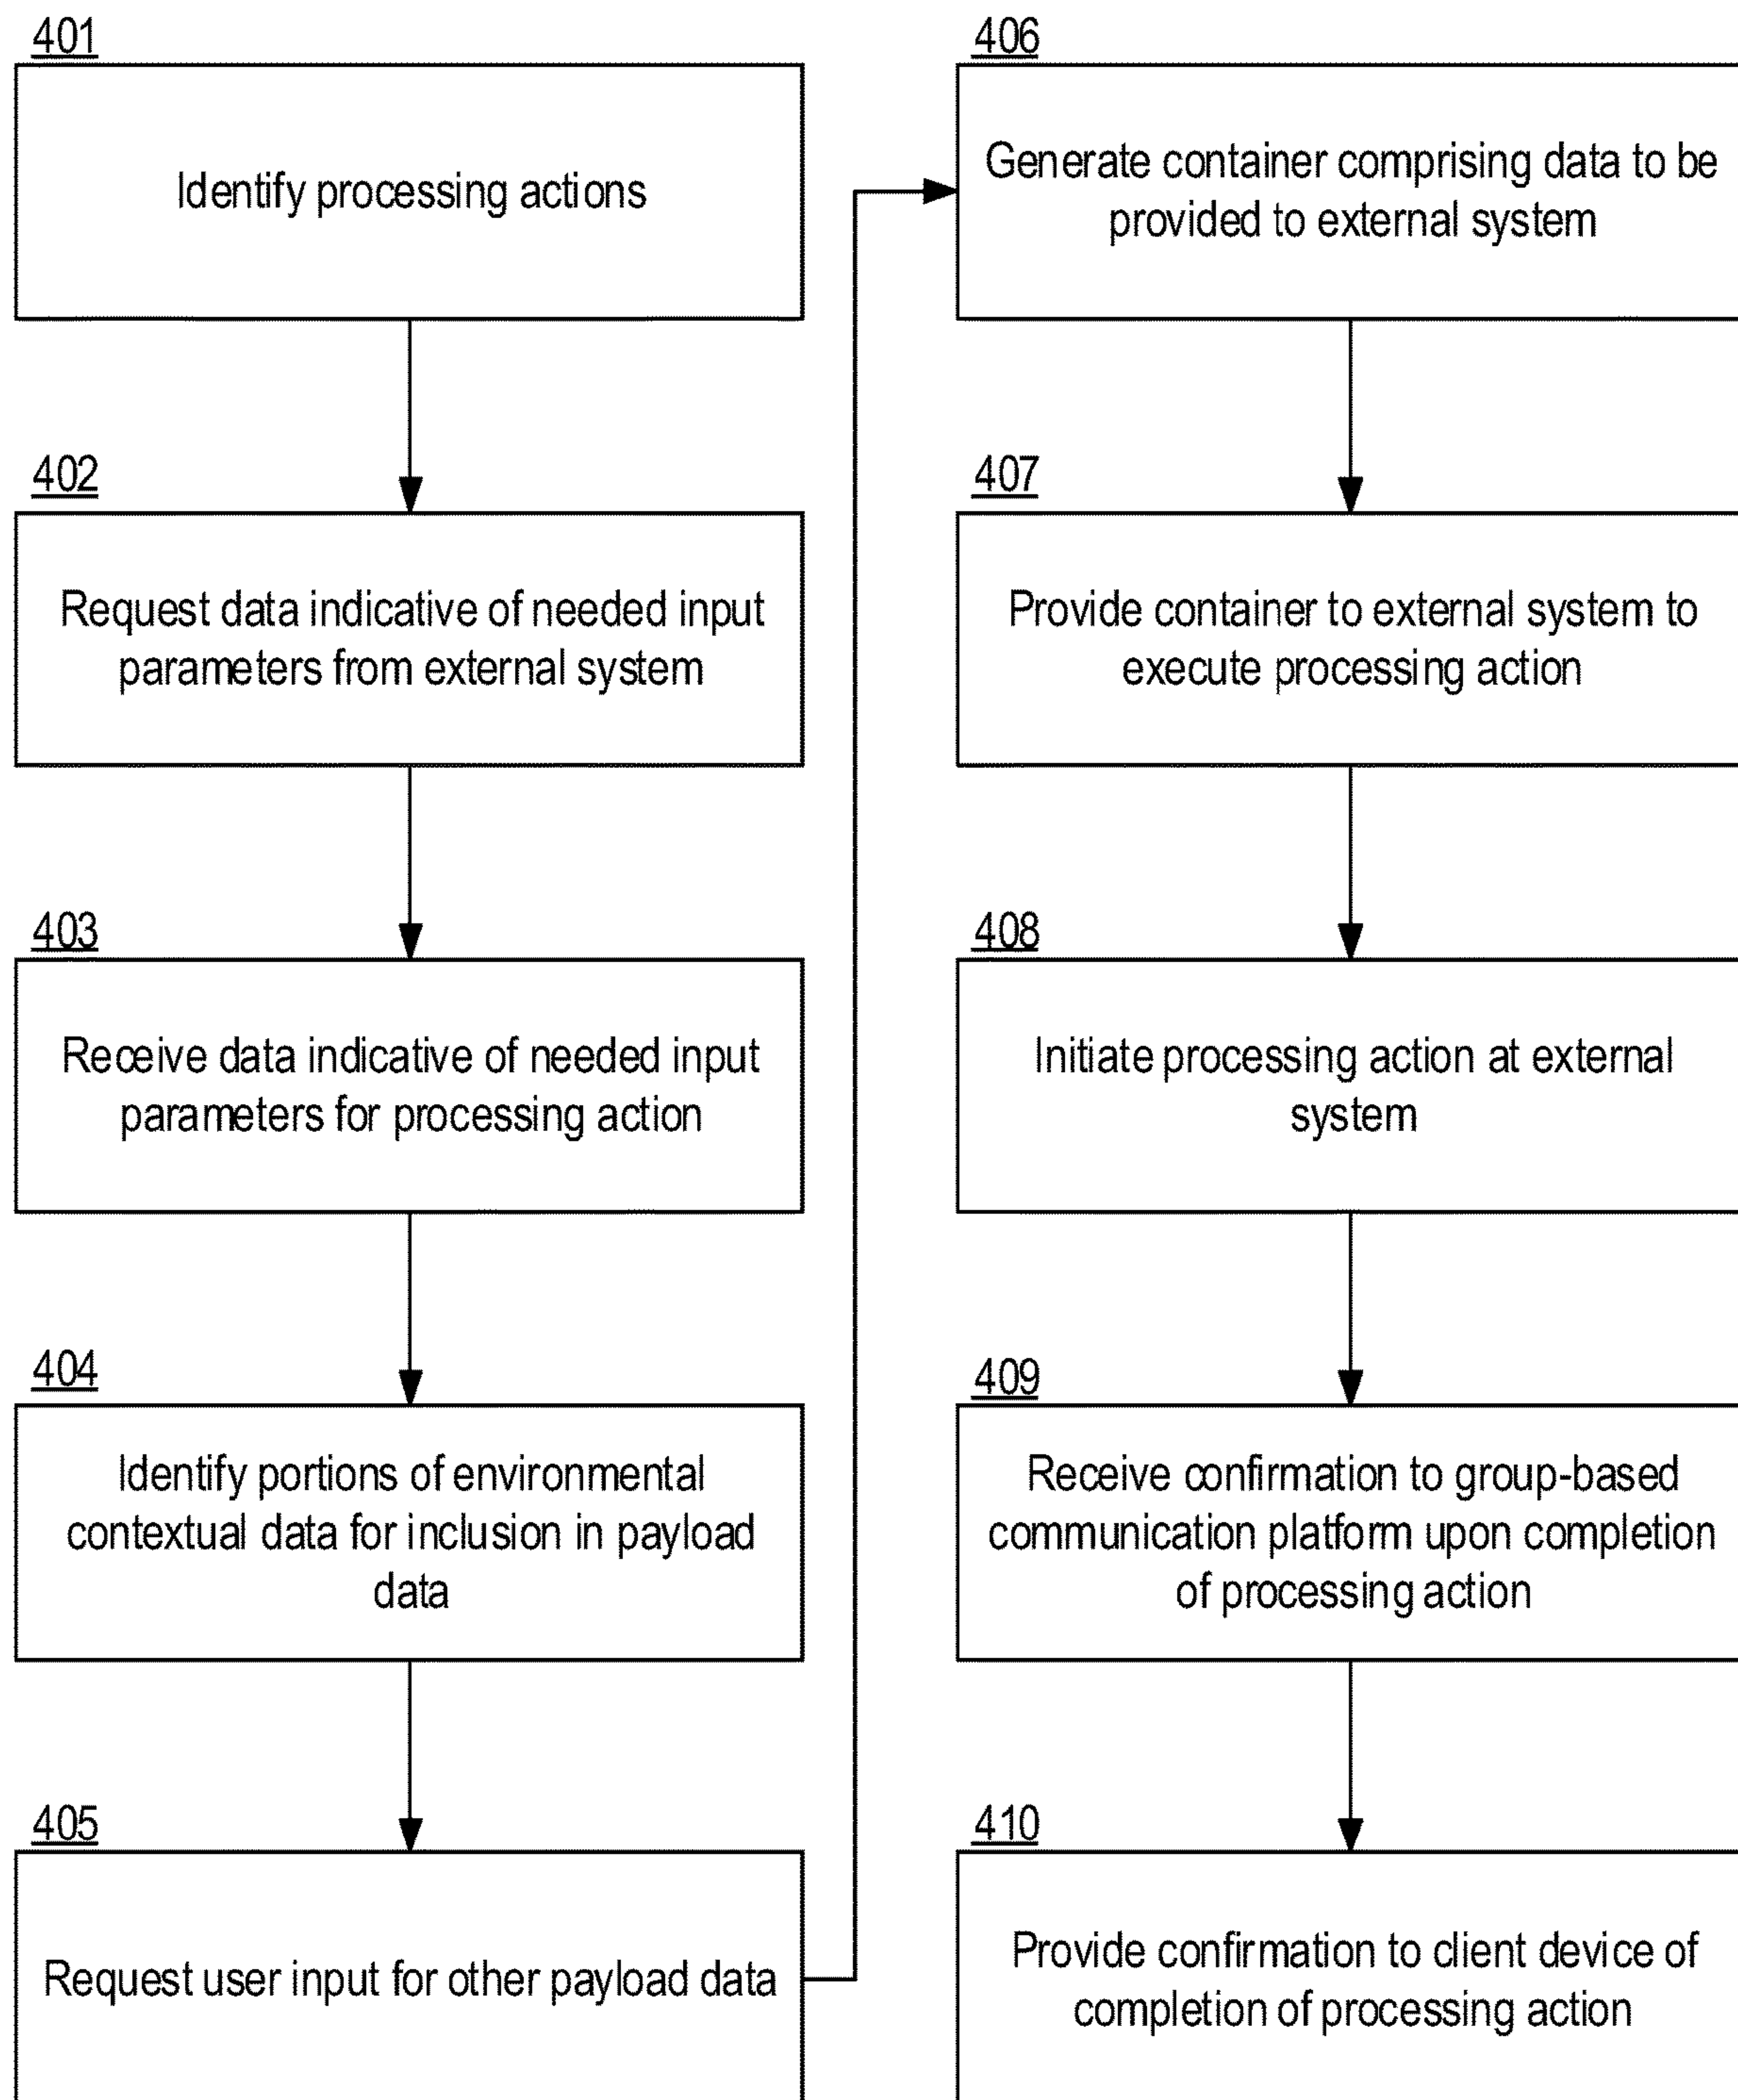 401
Identify processing actions
402
Request data indicative of needed input
parameters from external system
403
Receive data indicative of needed input
parameters for processing action
404
Identify portions of environmental
contextual data for inclusion in payload
data
405
Request user input for other payload data
406
Generate container comprising data to be
provided to external system
407
Provide container to external system to
execute processing action
408
Initiate processing action at external
system
409
Receive confirmation to group-based
communication platform upon completion
of processing action
410
Provide confirmation to client device of
completion of processing action